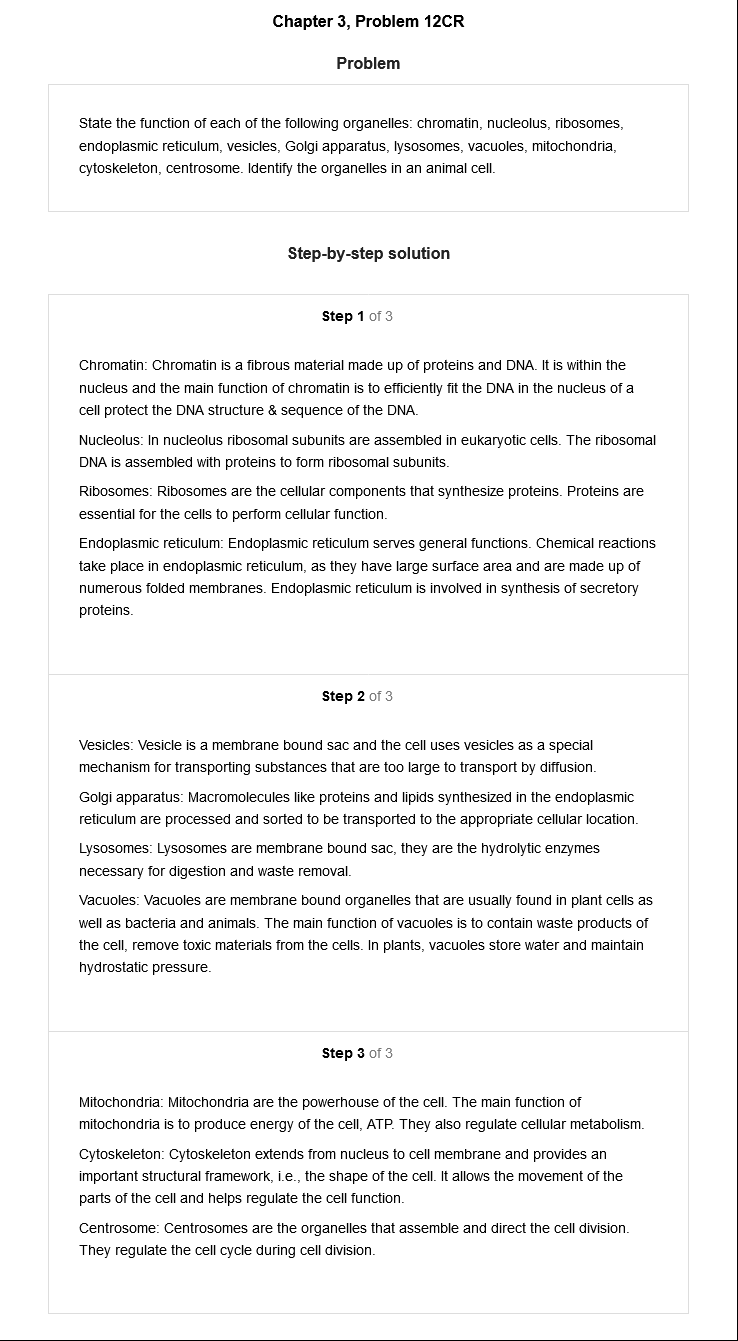 Chapter 3, Problem 12CR
Problem
State the function of each of the following organelles: chromatin, nucleolus, ribosomes,
endoplasmic reticulum, vesicles, Golgi apparatus, lysosomes, vacuoles, mitochondria,
cytoskeleton, centrosome. Identify the organelles in an animal cell.
Step-by-step solution
Step 1 of 3
Chromatin: Chromatin is a fibrous material made up of proteins and DNA. It is within the
nucleus and the main function of chromatin is to efficiently fit the DNA in the nucleus of a
cell protect the DNA structure & sequence of the DNA.
Nucleolus: In nucleolus ribosomal subunits are assembled in eukaryotic cells. The ribosomal
DNA is assembled with proteins to form ribosomal subunits.
Ribosomes: Ribosomes are the cellular components that synthesize proteins. Proteins are
essential for the cells to perform cellular function.
Endoplasmic reticulum: Endoplasmic reticulum serves general functions. Chemical reactions
take place in endoplasmic reticulum, as they have large surface area and are made up of
numerous folded membranes. Endoplasmic reticulum is involved in synthesis of secretory
proteins.
Step 2 of 3
Vesicles: Vesicle is a membrane bound sac and the cell uses vesicles as a special
mechanism for transporting substances that are too large to transport by diffusion.
Golgi apparatus: Macromolecules like proteins and lipids synthesized in the endoplasmic
reticulum are processed and sorted to be transported to the appropriate cellular location.
Lysosomes: Lysosomes are membrane bound sac, they are the hydrolytic enzymes
necessary for digestion and waste removal.
Vacuoles: Vacuoles are membrane bound organelles that are usually found in plant cells as
well as bacteria and animals. The main function of vacuoles is to contain waste products of
the cell, remove toxic materials from the cells. In plants, vacuoles store water and maintain
hydrostatic pressure.
Step 3 of 3
Mitochondria: Mitochondria are the powerhouse of the cell. The main function of
mitochondria is to produce energy of the cell, ATP. They also regulate cellular metabolism.
Cytoskeleton: Cytoskeleton extends from nucleus to cell membrane and provides an
important structural framework, i.e., the shape of the cell. It allows the movement of the
parts of the cell and helps regulate the cell function.
Centrosome: Centrosomes are the organelles that assemble and direct the cell division.
They regulate the cell cycle during cell division.